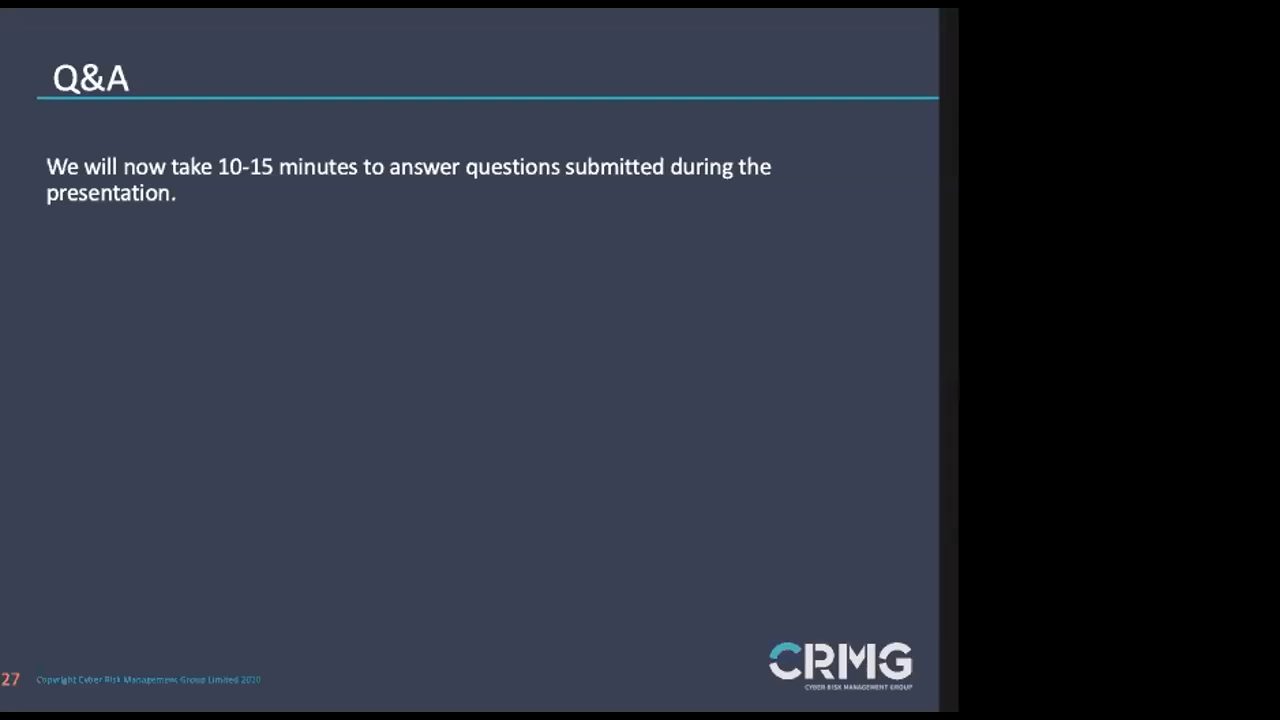 Q&A
We will now take 10-15 minutes to answer questions submitted during the
presentation.
27
Copyright Cyber Risk Management Group Limited 2020
CRMG
CYBER RISK MANAGEMENT GROUP